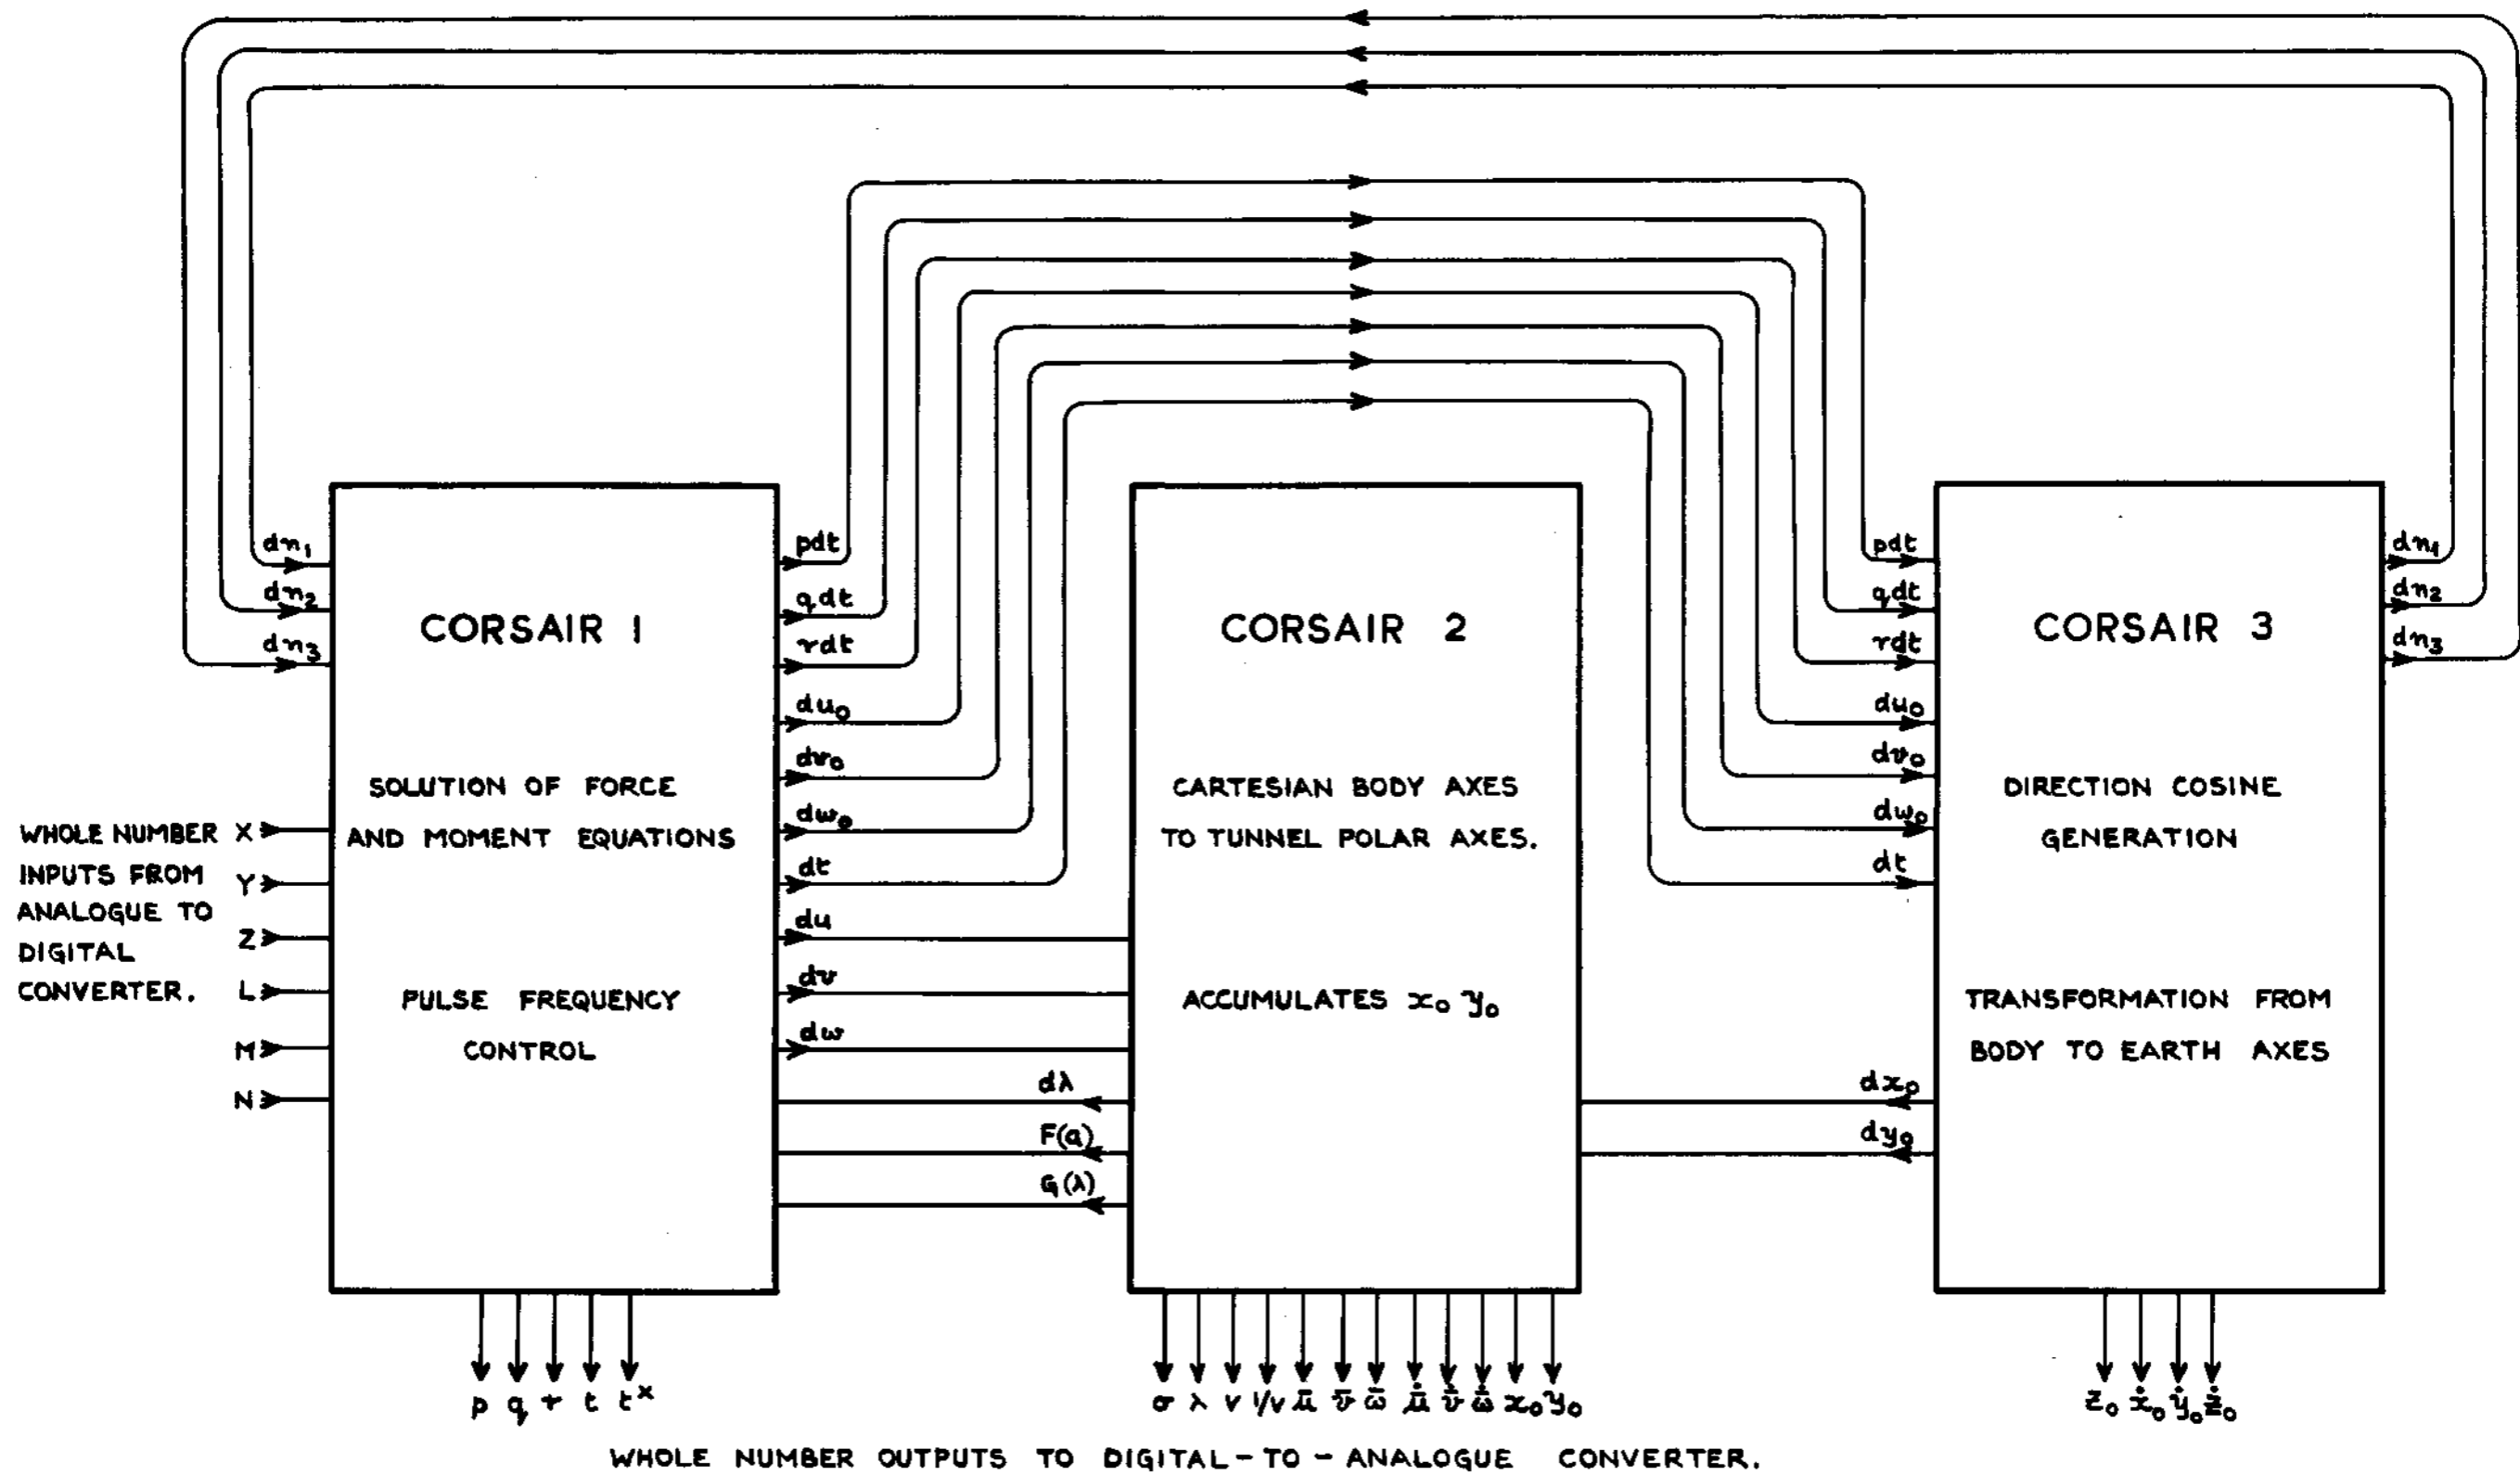 dn₁
dn₂
dn₃
WHOLE NUMBER
INPUTS FROM
ANALOGUE TO
DIGITAL
CONVERTER.
X
Y
Z
L
M
N
CORSAIR 1
SOLUTION OF FORCE
AND MOMENT EQUATIONS
PULSE FREQUENCY
CONTROL
pdt
qdt
rdt
du₀
dv₀
dw₀
dt
du
dv
dw
dλ
F(a)
G(λ)
CORSAIR 2
CARTESIAN BODY AXES
TO TUNNEL POLAR AXES.
ACCUMULATES x₀ y₀
pdt
qdt
rdt
du₀
dv₀
dw₀
dt
dx₀
dy₀
CORSAIR 3
DIRECTION COSINE
GENERATION
TRANSFORMATION FROM
BODY TO EARTH AXES
dn₁
dn₂
dn₃
p q r t tˣ
σ λ v 1/v ū v̄ w̄ ū̇ v̄̇ w̄̇ x₀ y₀
z₀ ẋ₀ ẏ₀ ż₀
WHOLE NUMBER OUTPUTS TO DIGITAL-TO-ANALOGUE CONVERTER.